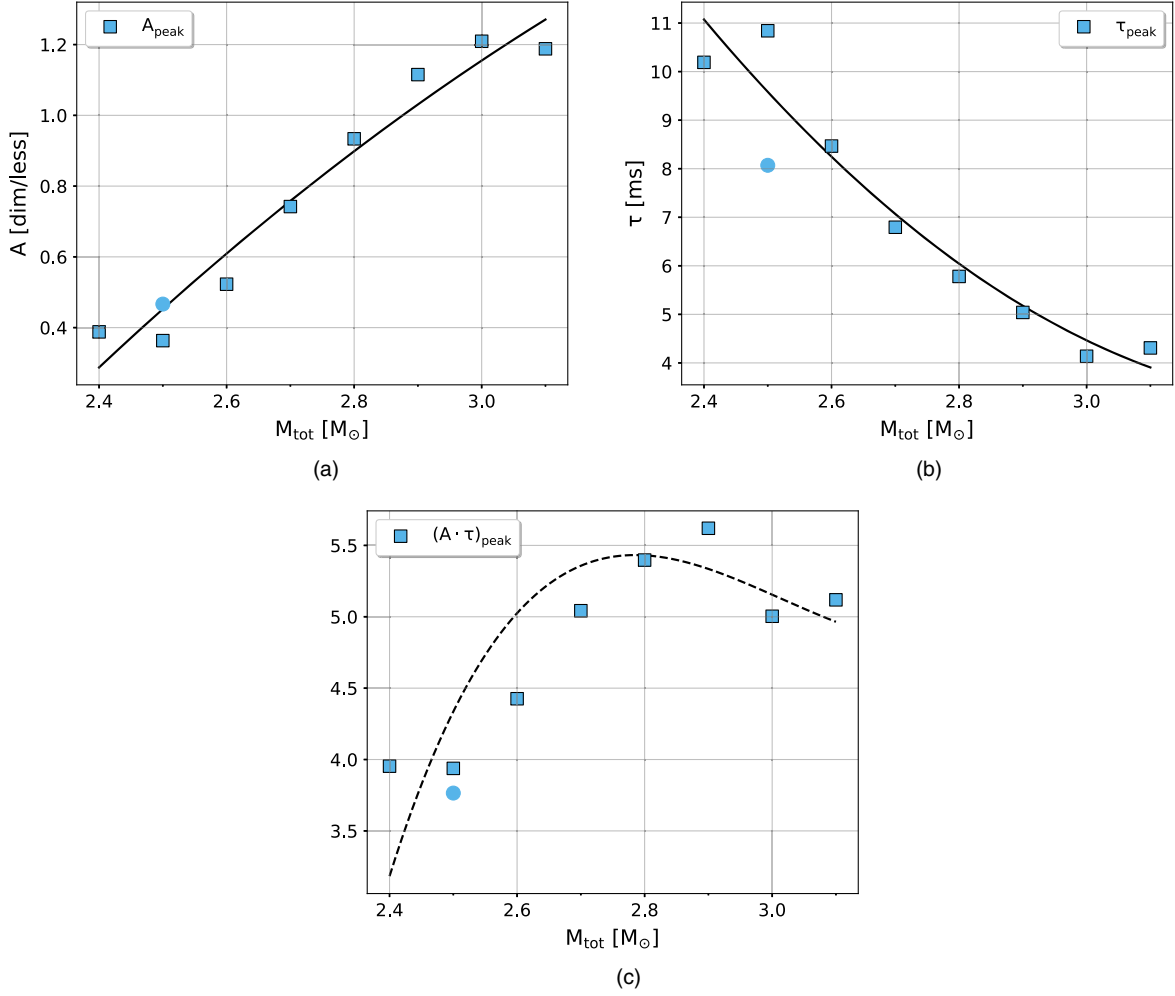 A_peak
A [dim/less]
1.2
1.0
0.8
0.6
0.4
2.4 2.6 2.8 3.0
M_tot [M_⊙]
(a)
τ_peak
τ [ms]
11
10
9
8
7
6
5
4
2.4 2.6 2.8 3.0
M_tot [M_⊙]
(b)
(A · τ)_peak
5.5
5.0
4.5
4.0
3.5
2.4 2.6 2.8 3.0
M_tot [M_⊙]
(c)